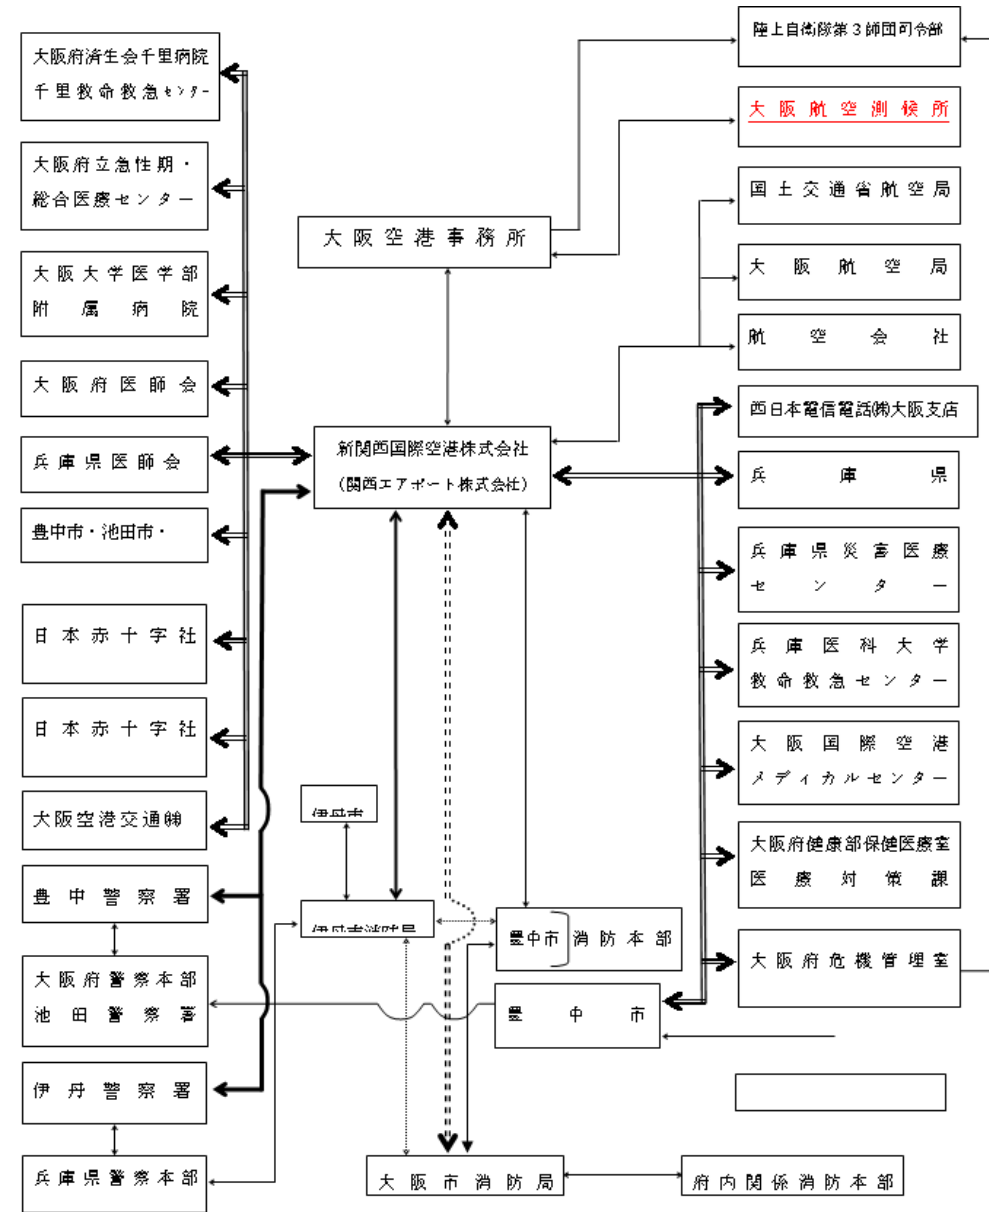 大阪府済生会千里病院
千里救命救急センター
大阪府立急性期・
総合医療センター
大阪大学医学部
附属病院
大阪府医師会
兵庫県医師会
豊中市・池田市・
日本赤十字社
日本赤十字社
大阪空港交通㈱
豊中警察署
大阪府警察本部
池田警察署
伊丹警察署
兵庫県警察本部
大阪空港事務所
新関西国際空港株式会社
(関西エアポート株式会社)
伊丹市
伊丹市消防局
豊中市 消防本部
豊中市
大阪市消防局
府内関係消防本部
陸上自衛隊第3師団司令部
大阪航空測候所
国土交通省航空局
大阪航空局
航空会社
西日本電信電話㈱大阪支店
兵庫県
兵庫県災害医療
センター
兵庫医科大学
救命救急センター
大阪国際空港
メディカルセンター
大阪府健康部保健医療室
医療対策課
大阪府危機管理室